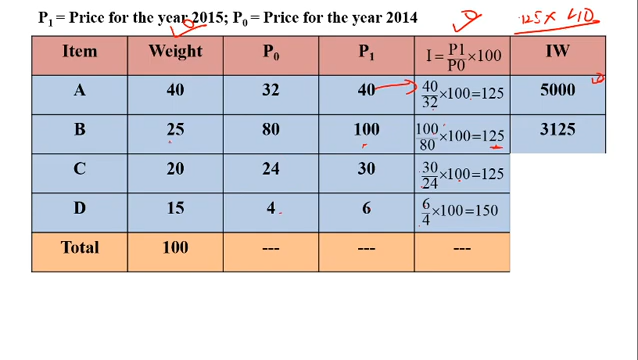 P₁ = Price for the year 2015; P₀ = Price for the year 2014
125 × 40
Item Weight P₀ P₁ I = P1/P0 ×100 IW
A 40 32 40 40/32 ×100=125 5000
B 25 80 100 100/80 ×100=125 3125
C 20 24 30 30/24 ×100=125
D 15 4 6 6/4 ×100=150
Total 100 --- --- ---